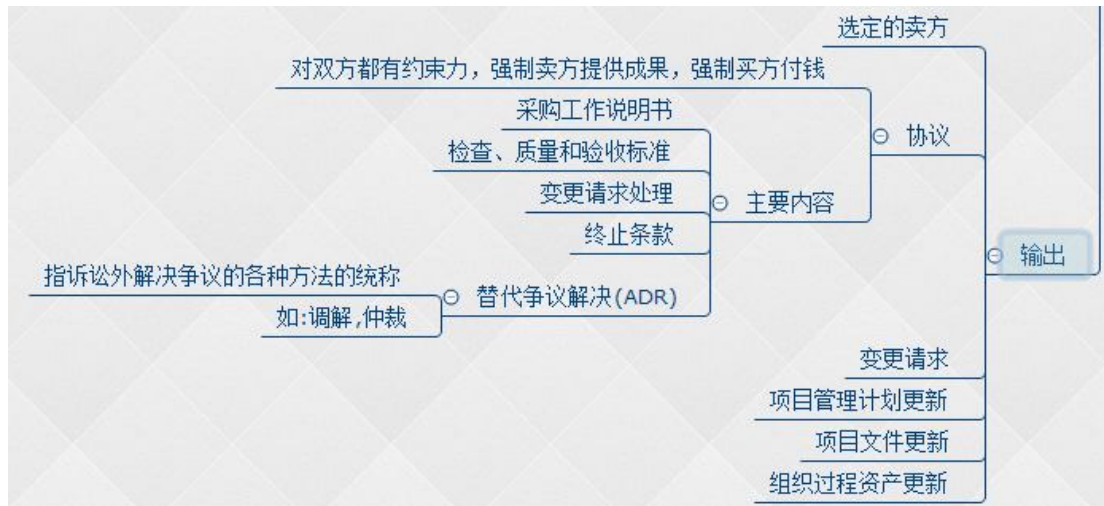 选定的卖方
对双方都有约束力，强制卖方提供成果，强制买方付钱
采购工作说明书
协议
检查、质量和验收标准
变更请求处理
主要内容
终止条款
输出
指诉讼外解决争议的各种方法的统称
替代争议解决(ADR)
如:调解,仲裁
变更请求
项目管理计划更新
项目文件更新
组织过程资产更新